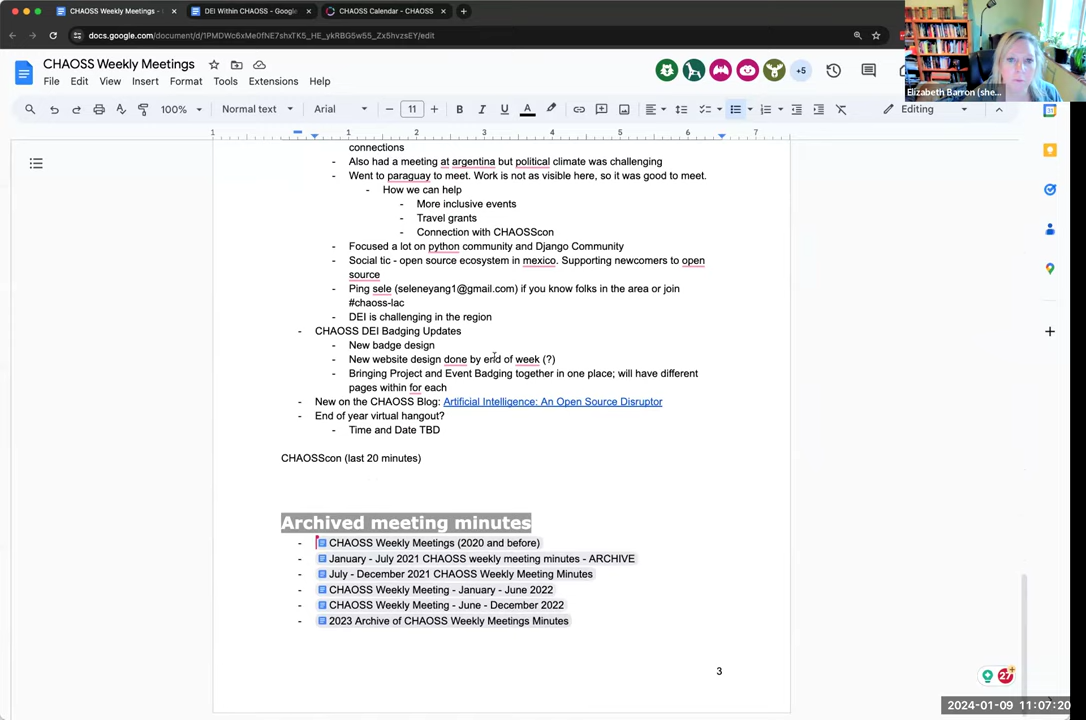 CHAOSS Weekly Meetings -
DEI Within CHAOSS - Google
CHAOSS Calendar - CHAOSS
docs.google.com/document/d/1PMDWc6xMe0fNE7shxTK5_HE_ykRBG5w55_Zx5hvzsEY/edit
CHAOSS Weekly Meetings
File Edit View Insert Format Tools Extensions Help
+5
100% Normal text Arial 11 Editing
Elizabeth Barron (she...
1 1 2 3 4 5 6 7
connections
- Also had a meeting at argentina but political climate was challenging
- Went to paraguay to meet. Work is not as visible here, so it was good to meet.
- How we can help
- More inclusive events
- Travel grants
- Connection with CHAOSScon
- Focused a lot on python community and Django Community
- Social tic - open source ecosystem in mexico. Supporting newcomers to open
source
- Ping sele (seleneyang1@gmail.com) if you know folks in the area or join
#chaoss-lac
- DEI is challenging in the region
- CHAOSS DEI Badging Updates
- New badge design
- New website design done by end of week (?)
- Bringing Project and Event Badging together in one place; will have different
pages within for each
- New on the CHAOSS Blog: Artificial Intelligence: An Open Source Disruptor
- End of year virtual hangout?
- Time and Date TBD
CHAOSScon (last 20 minutes)
Archived meeting minutes
- CHAOSS Weekly Meetings (2020 and before)
- January - July 2021 CHAOSS weekly meeting minutes - ARCHIVE
- July - December 2021 CHAOSS Weekly Meeting Minutes
- CHAOSS Weekly Meeting - January - June 2022
- CHAOSS Weekly Meeting - June - December 2022
- 2023 Archive of CHAOSS Weekly Meetings Minutes
3
27
2024-01-09 11:07:20